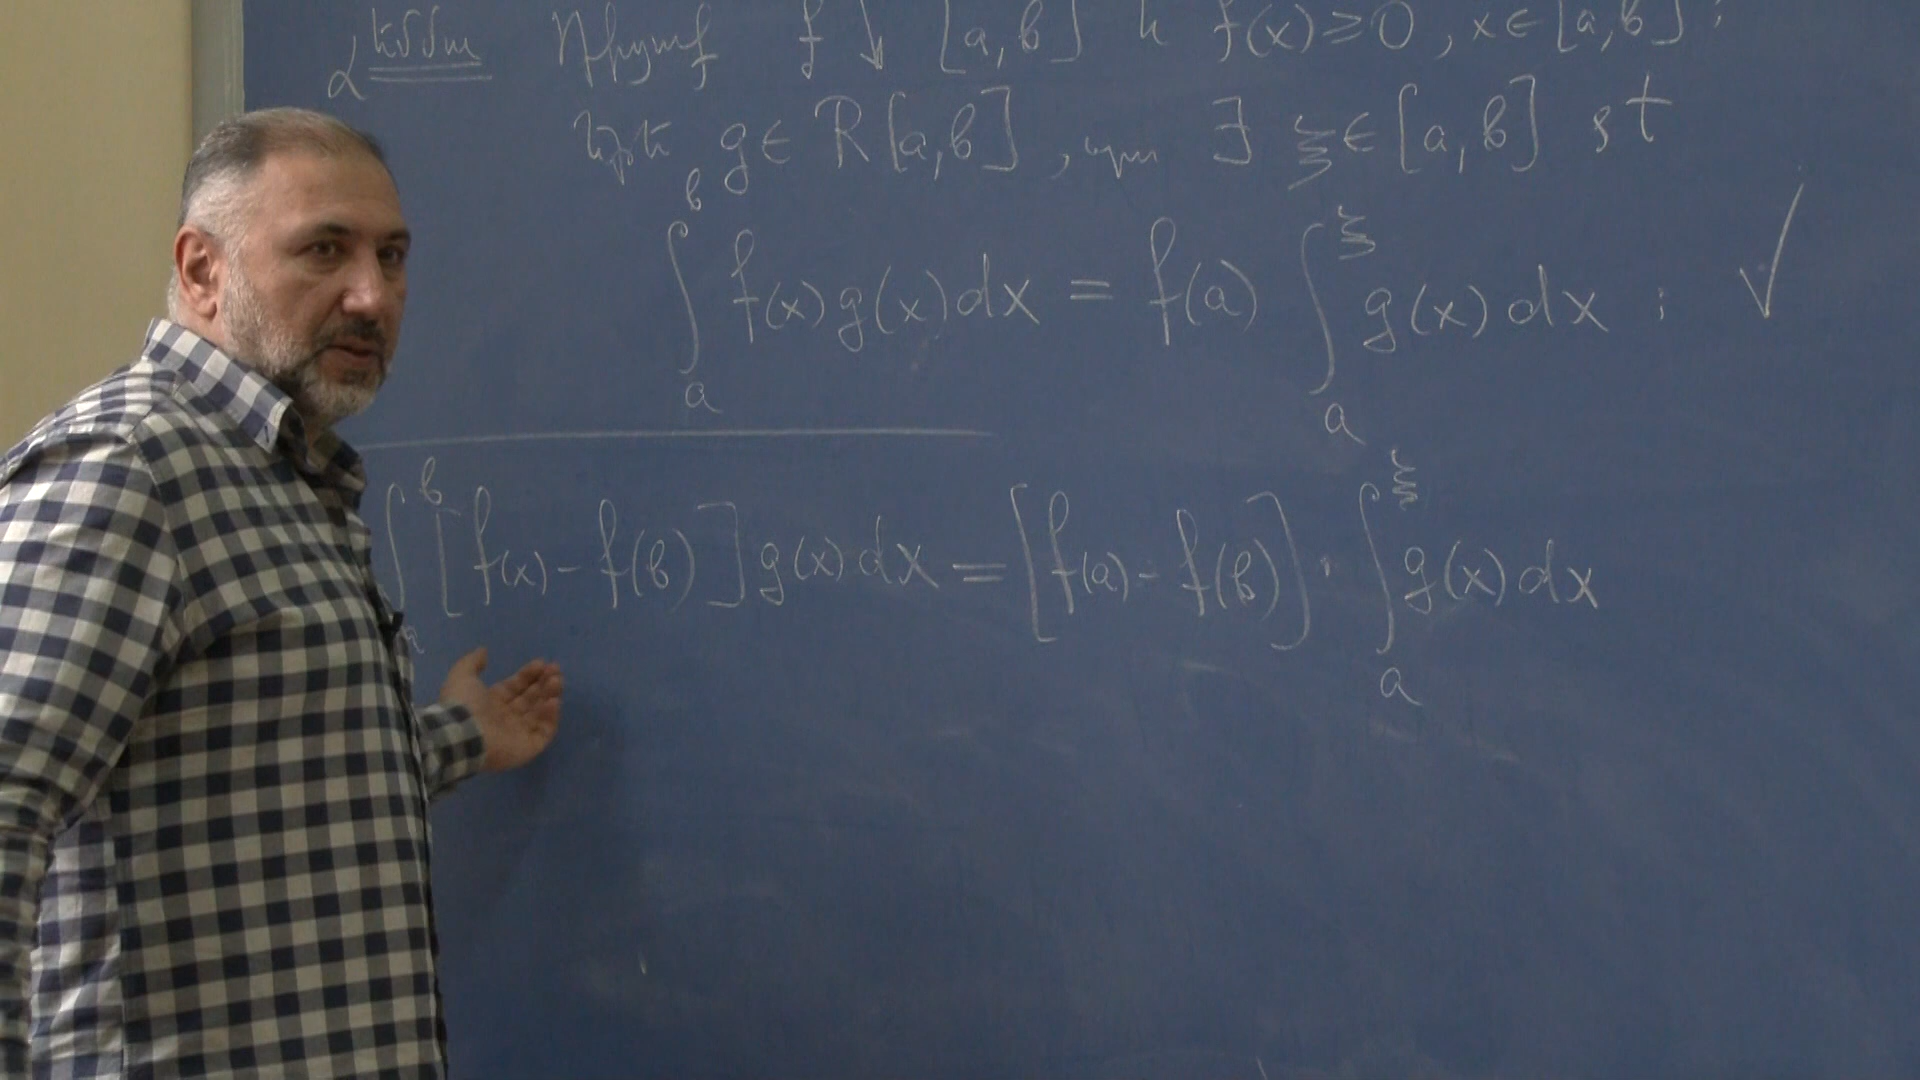 Դիցուք f ↓ [a,b] և f(x)≥0, x∈[a,b]:
Եթե g∈R[a,b], ապա ∃ ξ∈[a,b] st
∫_a^b f(x)g(x)dx = f(a) ∫_a^ξ g(x)dx : ✓
∫_a^b [f(x)-f(b)]g(x)dx = [f(a)-f(b)]·∫_a^ξ g(x)dx